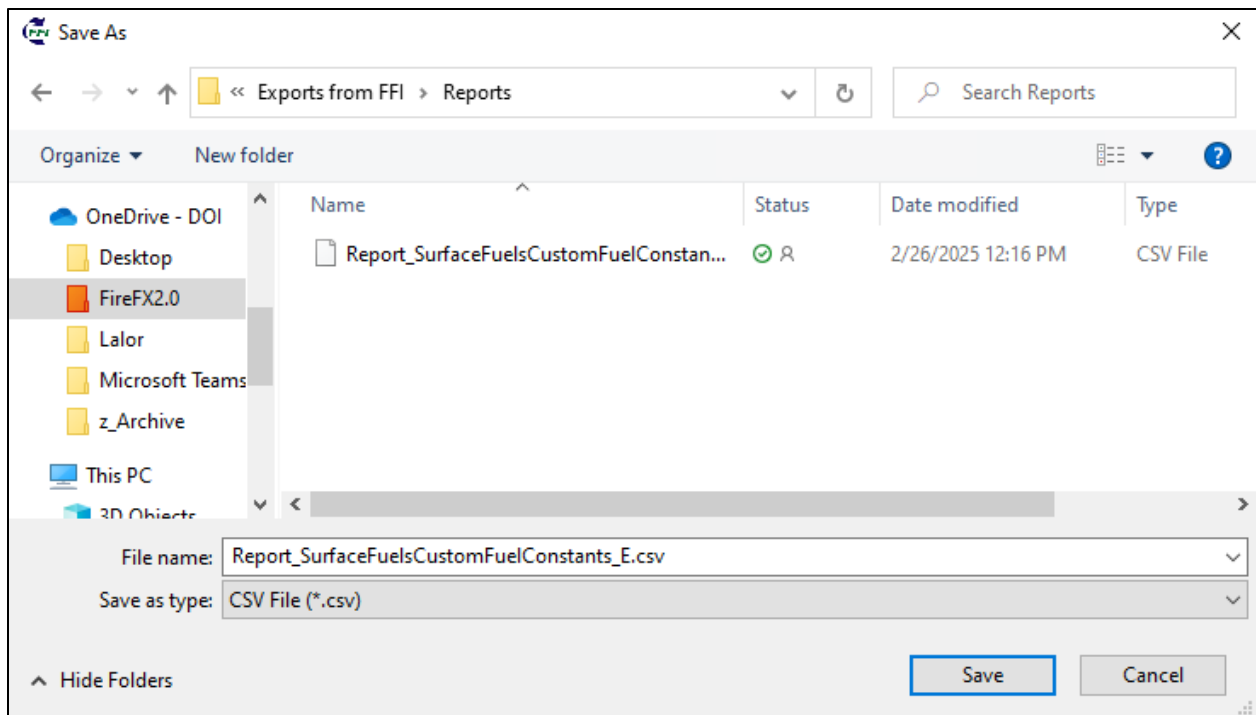 Save As
« Exports from FFI > Reports
Search Reports
Organize
New folder
?
OneDrive - DOI
Desktop
FireFX2.0
Lalor
Microsoft Teams
z_Archive
This PC
3D Objects
Name Status Date modified Type
Report_SurfaceFuelsCustomFuelConstan... 2/26/2025 12:16 PM CSV File
File name: Report_SurfaceFuelsCustomFuelConstants_E.csv
Save as type: CSV File (*.csv)
Hide Folders
Save
Cancel